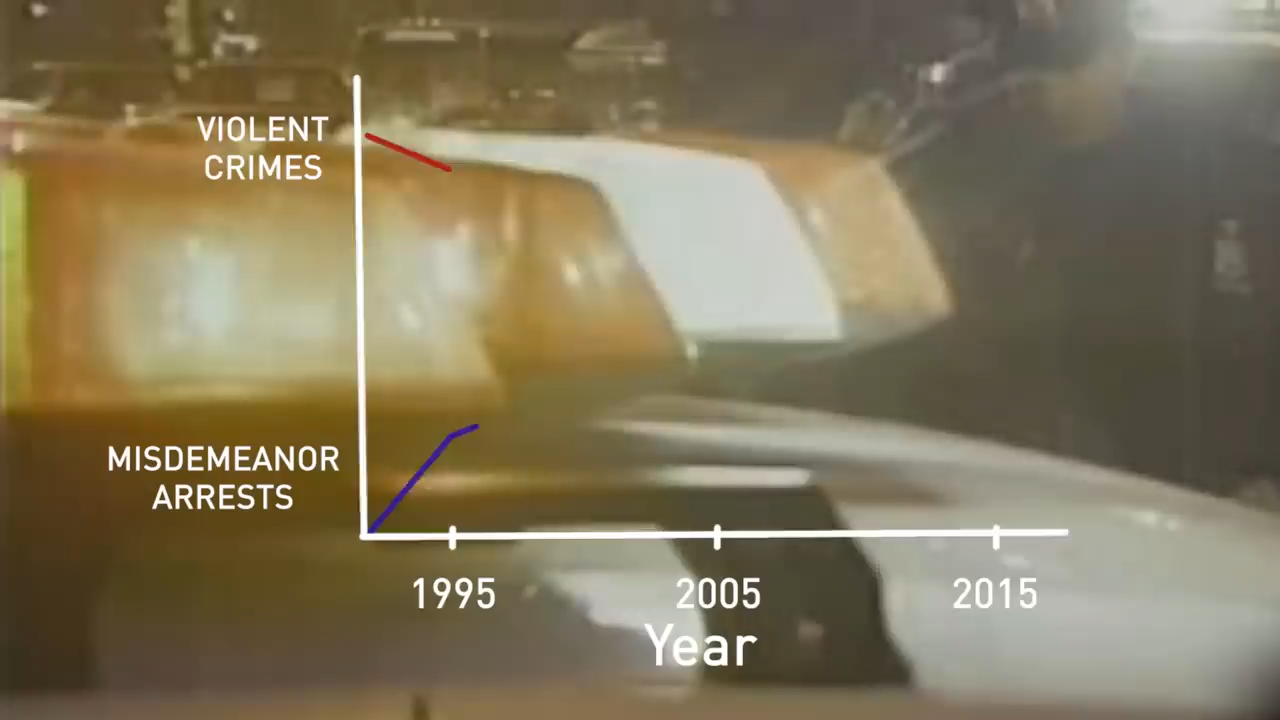 VIOLENT
CRIMES
MISDEMEANOR
ARRESTS
1995
2005
2015
Year